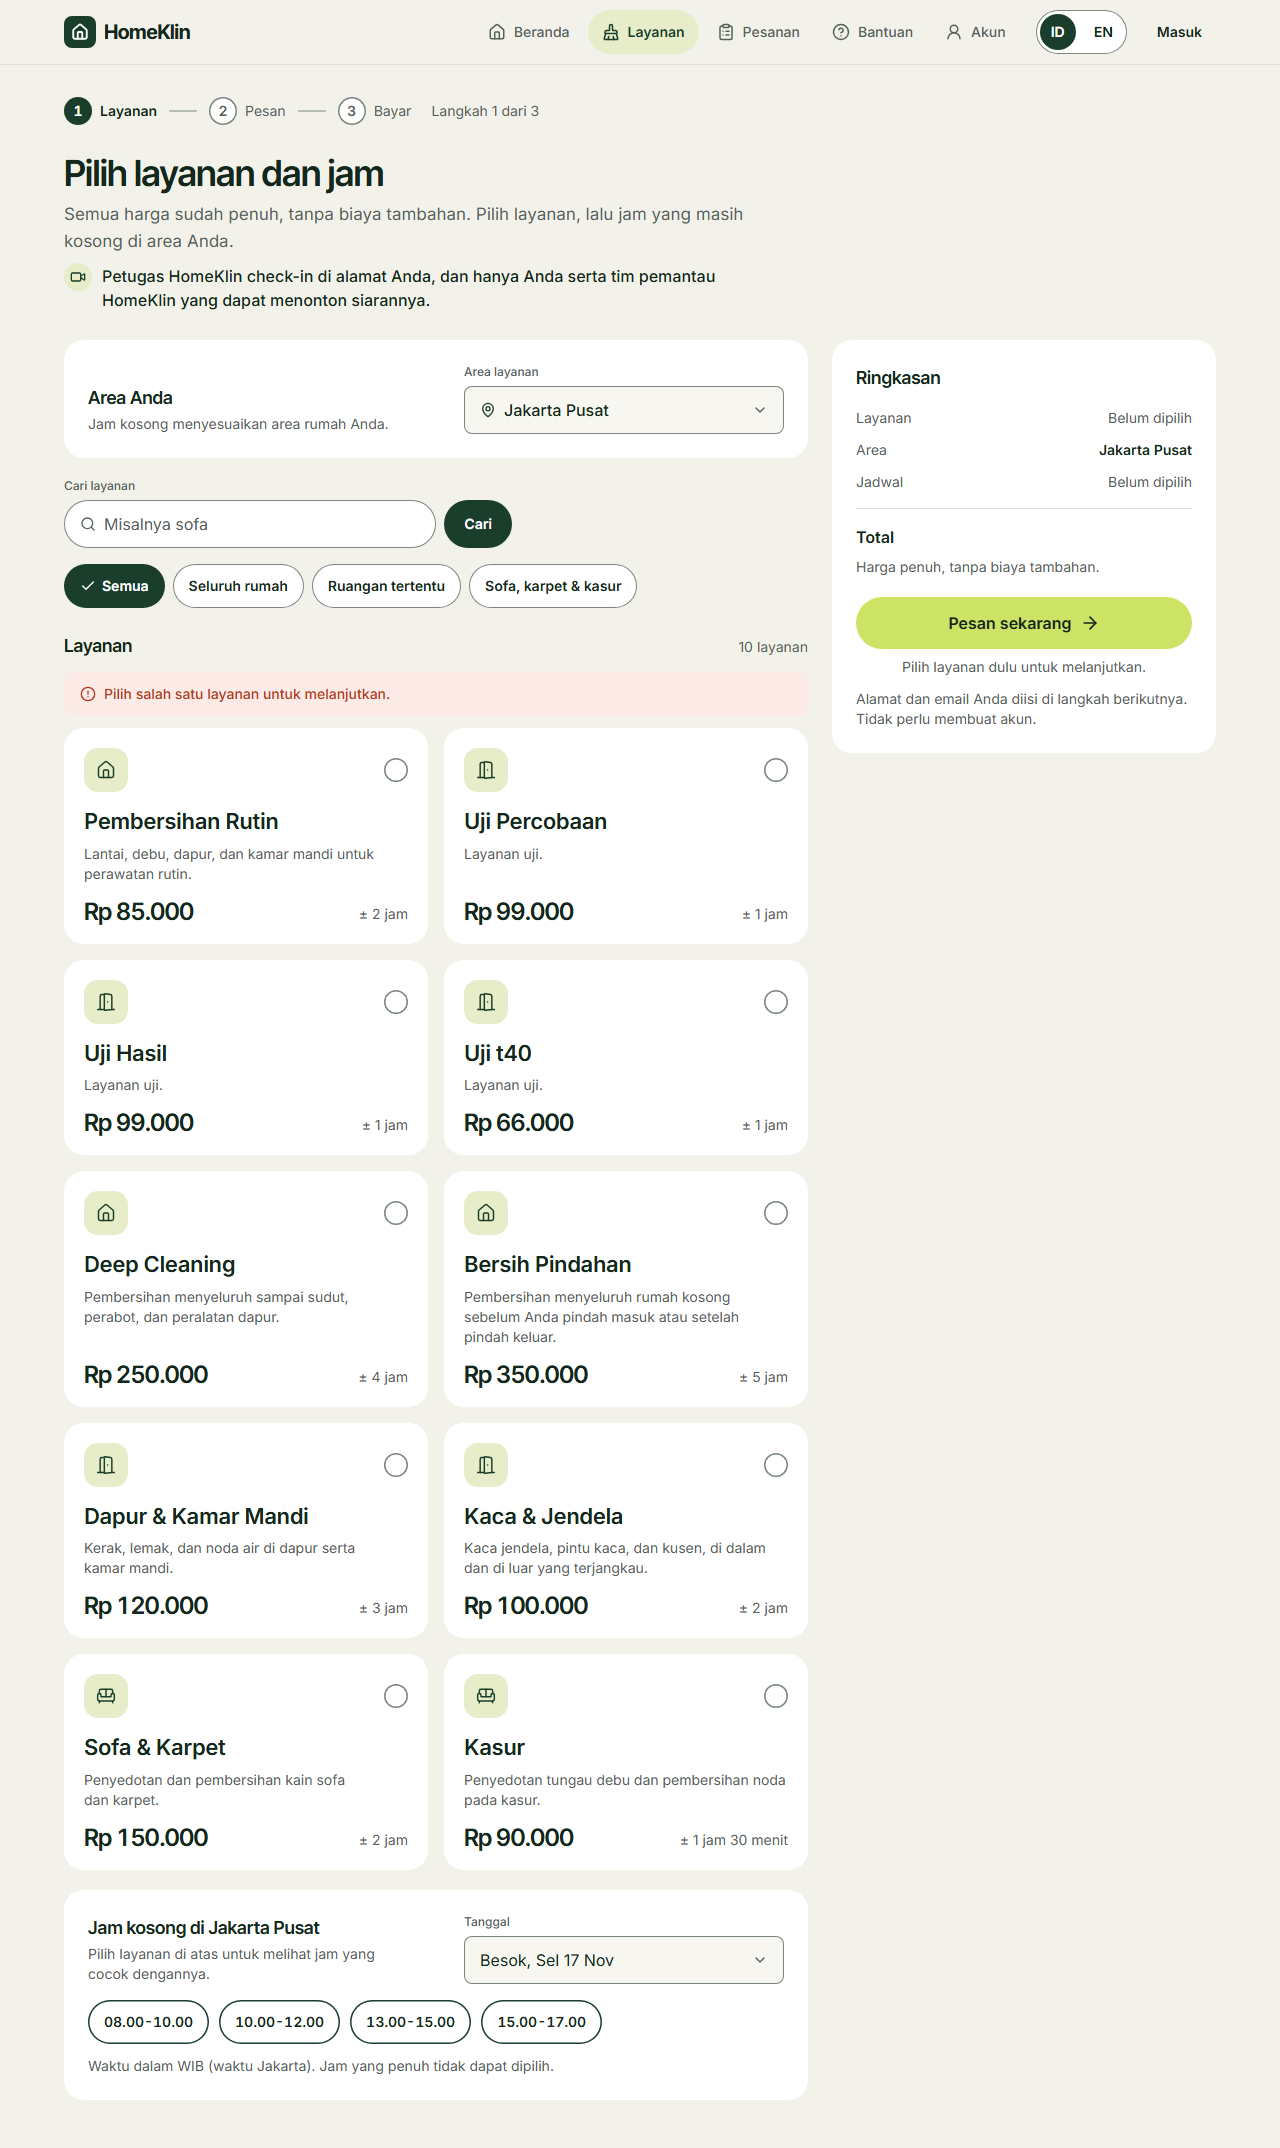 HomeKlin
Beranda
Layanan
Pesanan
Bantuan
Akun
ID
EN
Masuk
1 Layanan
2 Pesan
3 Bayar
Langkah 1 dari 3
Pilih layanan dan jam
Semua harga sudah penuh, tanpa biaya tambahan. Pilih layanan, lalu jam yang masih
kosong di area Anda.
Petugas HomeKlin check-in di alamat Anda, dan hanya Anda serta tim pemantau
HomeKlin yang dapat menonton siarannya.
Area Anda
Jam kosong menyesuaikan area rumah Anda.
Area layanan
Jakarta Pusat
Cari layanan
Misalnya sofa
Cari
Semua
Seluruh rumah
Ruangan tertentu
Sofa, karpet & kasur
Layanan
10 layanan
Pilih salah satu layanan untuk melanjutkan.
Pembersihan Rutin
Lantai, debu, dapur, dan kamar mandi untuk
perawatan rutin.
Rp 85.000
± 2 jam
Uji Percobaan
Layanan uji.
Rp 99.000
± 1 jam
Uji Hasil
Layanan uji.
Rp 99.000
± 1 jam
Uji t40
Layanan uji.
Rp 66.000
± 1 jam
Deep Cleaning
Pembersihan menyeluruh sampai sudut,
perabot, dan peralatan dapur.
Rp 250.000
± 4 jam
Bersih Pindahan
Pembersihan menyeluruh rumah kosong
sebelum Anda pindah masuk atau setelah
pindah keluar.
Rp 350.000
± 5 jam
Dapur & Kamar Mandi
Kerak, lemak, dan noda air di dapur serta
kamar mandi.
Rp 120.000
± 3 jam
Kaca & Jendela
Kaca jendela, pintu kaca, dan kusen, di dalam
dan di luar yang terjangkau.
Rp 100.000
± 2 jam
Sofa & Karpet
Penyedotan dan pembersihan kain sofa
dan karpet.
Rp 150.000
± 2 jam
Kasur
Penyedotan tungau debu dan pembersihan noda
pada kasur.
Rp 90.000
± 1 jam 30 menit
Jam kosong di Jakarta Pusat
Pilih layanan di atas untuk melihat jam yang
cocok dengannya.
Tanggal
Besok, Sel 17 Nov
08.00-10.00
10.00-12.00
13.00-15.00
15.00-17.00
Waktu dalam WIB (waktu Jakarta). Jam yang penuh tidak dapat dipilih.
Ringkasan
Layanan
Belum dipilih
Area
Jakarta Pusat
Jadwal
Belum dipilih
Total
Harga penuh, tanpa biaya tambahan.
Pesan sekarang
Pilih layanan dulu untuk melanjutkan.
Alamat dan email Anda diisi di langkah berikutnya.
Tidak perlu membuat akun.